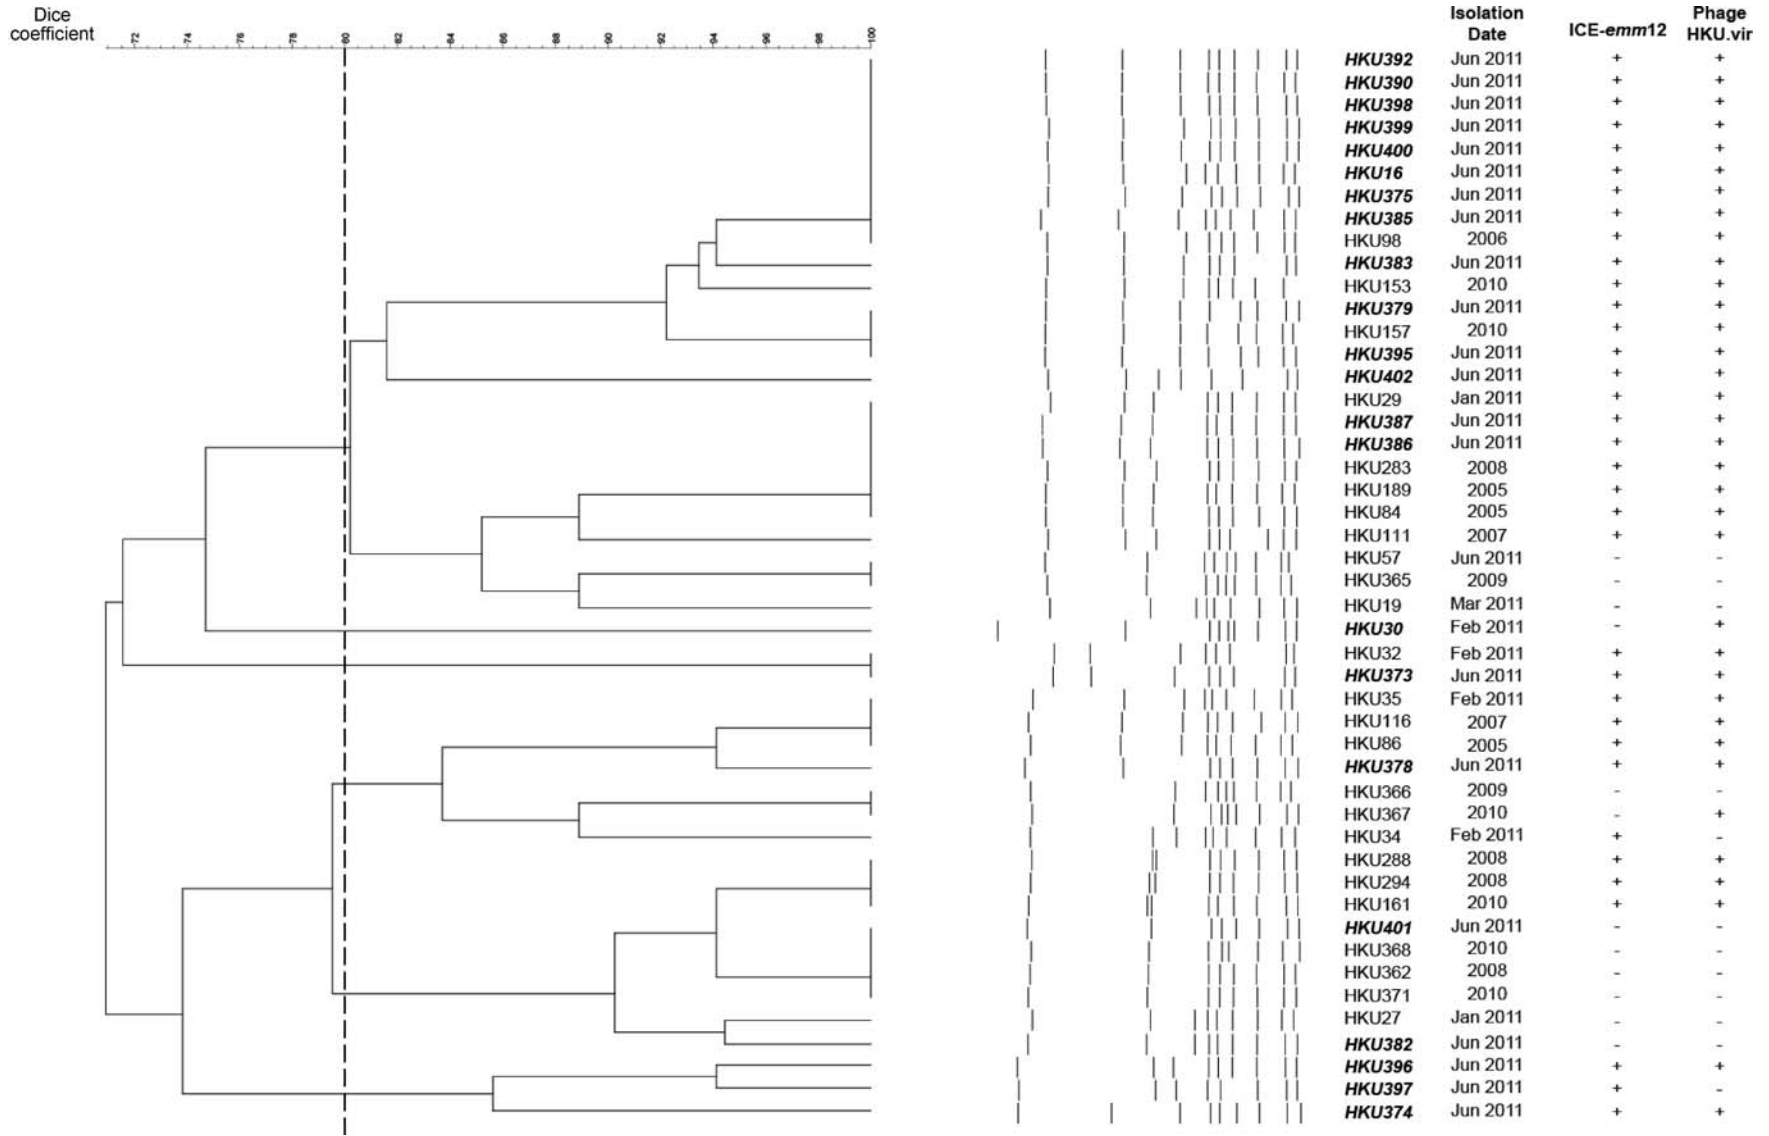 Dice coefficient
72 74 76 78 80 82 84 86 88 90 92 94 96 98 100
Isolation Date ICE-emm12 Phage HKU.vir
HKU392 Jun 2011 + +
HKU390 Jun 2011 + +
HKU398 Jun 2011 + +
HKU399 Jun 2011 + +
HKU400 Jun 2011 + +
HKU16 Jun 2011 + +
HKU375 Jun 2011 + +
HKU385 Jun 2011 + +
HKU98 2006 + +
HKU383 Jun 2011 + +
HKU153 2010 + +
HKU379 Jun 2011 + +
HKU157 2010 + +
HKU395 Jun 2011 + +
HKU402 Jun 2011 + +
HKU29 Jan 2011 + +
HKU387 Jun 2011 + +
HKU386 Jun 2011 + +
HKU283 2008 + +
HKU189 2005 + +
HKU84 2005 + +
HKU111 2007 + +
HKU57 Jun 2011 - -
HKU365 2009 - -
HKU19 Mar 2011 - -
HKU30 Feb 2011 - +
HKU32 Feb 2011 + +
HKU373 Jun 2011 + +
HKU35 Feb 2011 + +
HKU116 2007 + +
HKU86 2005 + +
HKU378 Jun 2011 + +
HKU366 2009 - -
HKU367 2010 - +
HKU34 Feb 2011 + -
HKU288 2008 + +
HKU294 2008 + +
HKU161 2010 + +
HKU401 Jun 2011 - -
HKU368 2010 - -
HKU362 2008 - -
HKU371 2010 - -
HKU27 Jan 2011 - -
HKU382 Jun 2011 - -
HKU396 Jun 2011 + +
HKU397 Jun 2011 + -
HKU374 Jun 2011 + +